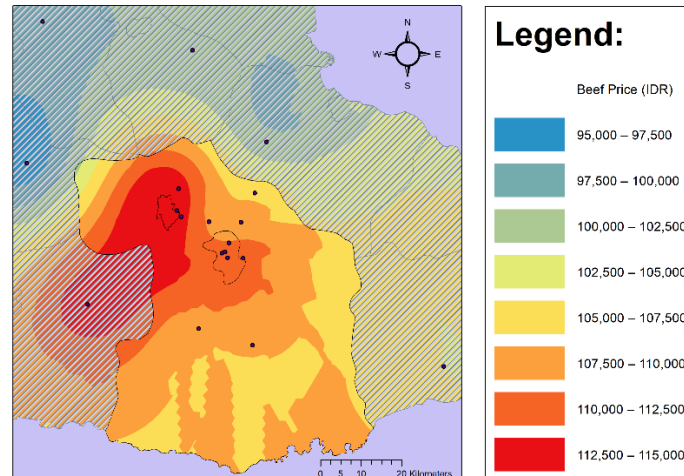 N
W E
S
0 5 10 20 Kilometers
Legend:
Beef Price (IDR)
95,000 – 97,500
97,500 – 100,000
100,000 – 102,500
102,500 – 105,000
105,000 – 107,500
107,500 – 110,000
110,000 – 112,500
112,500 – 115,000